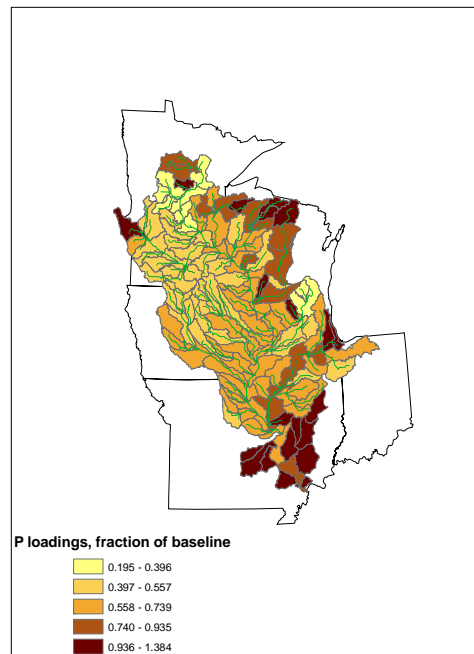 P loadings, fraction of baseline
0.195 - 0.396
0.397 - 0.557
0.558 - 0.739
0.740 - 0.935
0.936 - 1.384